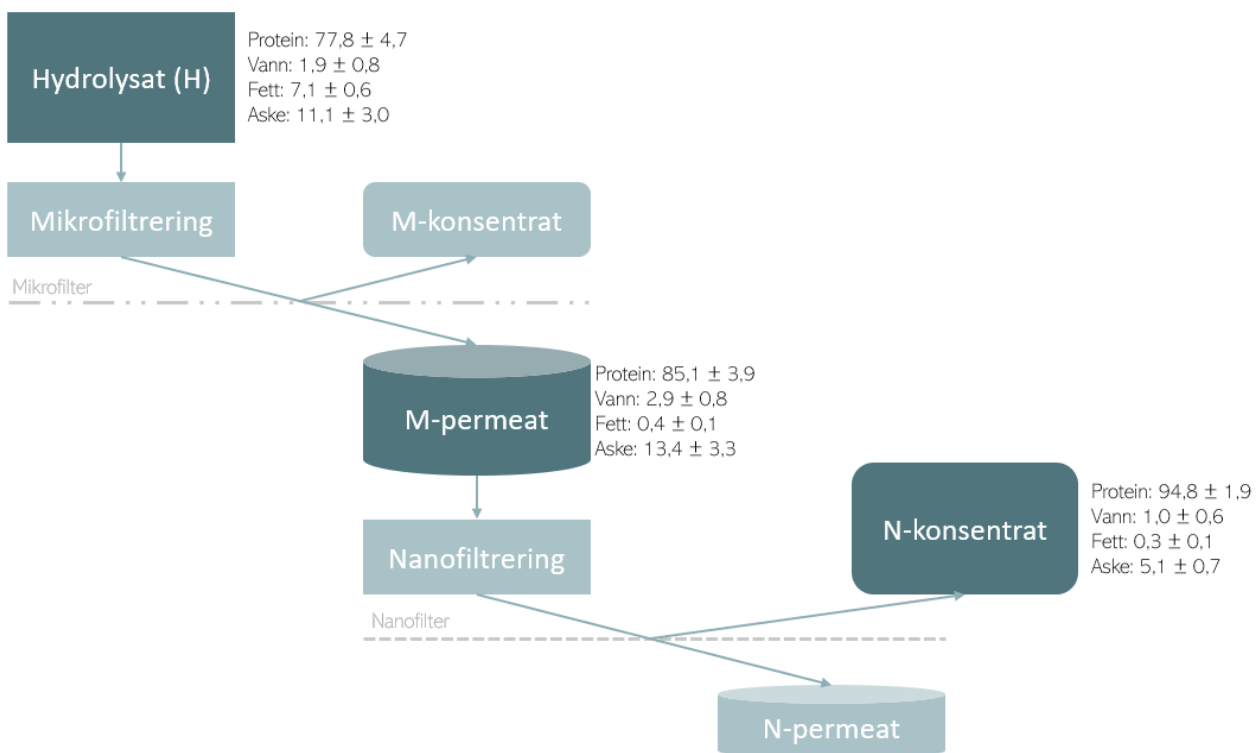 Hydrolysat (H)
Protein: 77,8 ± 4,7
Vann: 1,9 ± 0,8
Fett: 7,1 ± 0,6
Aske: 11,1 ± 3,0
Mikrofiltrering
M-konsentrat
Mikrofilter
M-permeat
Protein: 85,1 ± 3,9
Vann: 2,9 ± 0,8
Fett: 0,4 ± 0,1
Aske: 13,4 ± 3,3
Nanofiltrering
N-konsentrat
Protein: 94,8 ± 1,9
Vann: 1,0 ± 0,6
Fett: 0,3 ± 0,1
Aske: 5,1 ± 0,7
Nanofilter
N-permeat